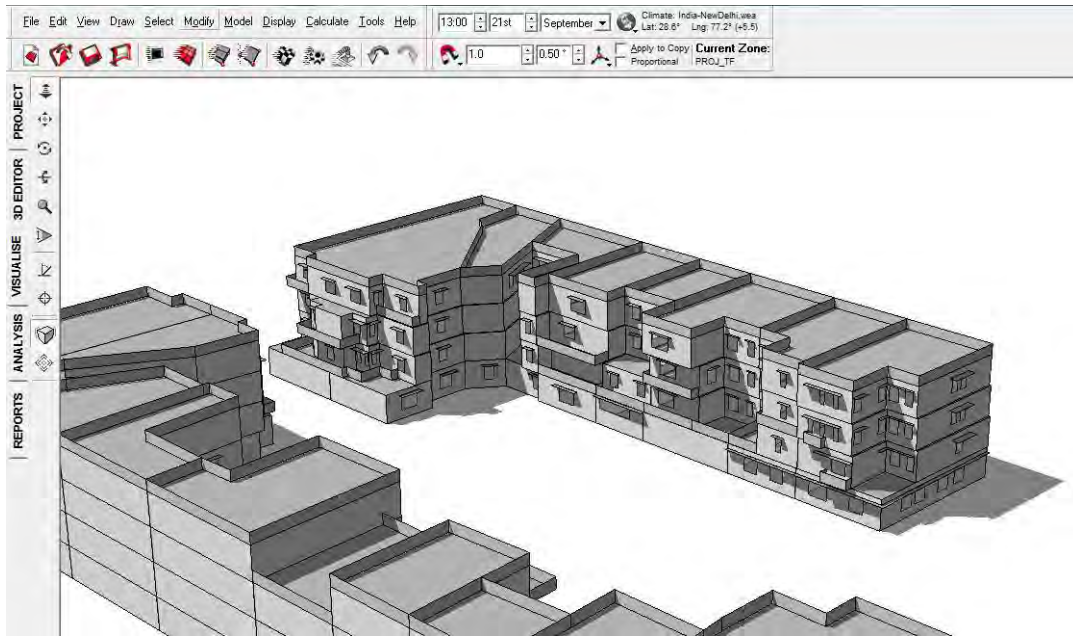 File Edit View Draw Select Modify Model Display Calculate Tools Help
13:00 21st September
Climate: India-NewDelhi.wea
Lat: 28.6° Lng: 77.2° (+5.5)
1.0 0.50° Apply to Copy Current Zone:
Proportional PROJ_TF
PROJECT
3D EDITOR
VISUALISE
ANALYSIS
REPORTS